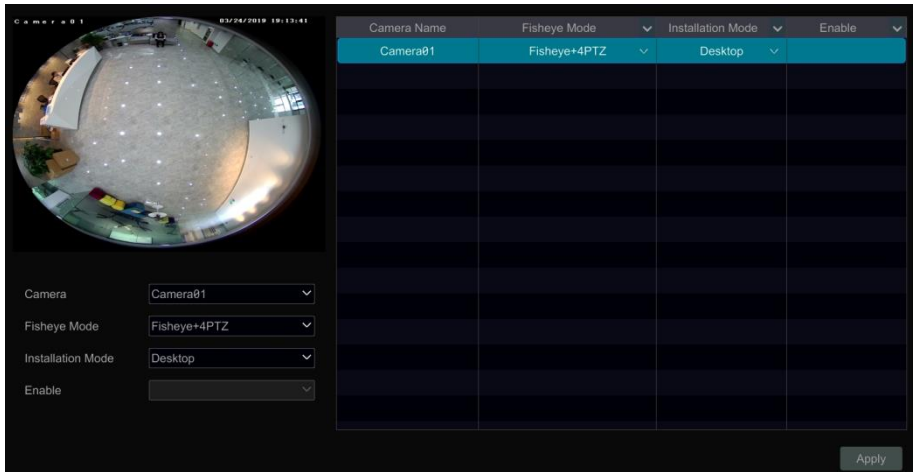 Camera01 03/24/2018 19:13:41
Camera Name Fisheye Mode Installation Mode Enable
Camera01 Fisheye+4PTZ Desktop
Camera Camera01
Fisheye Mode Fisheye+4PTZ
Installation Mode Desktop
Enable
Apply